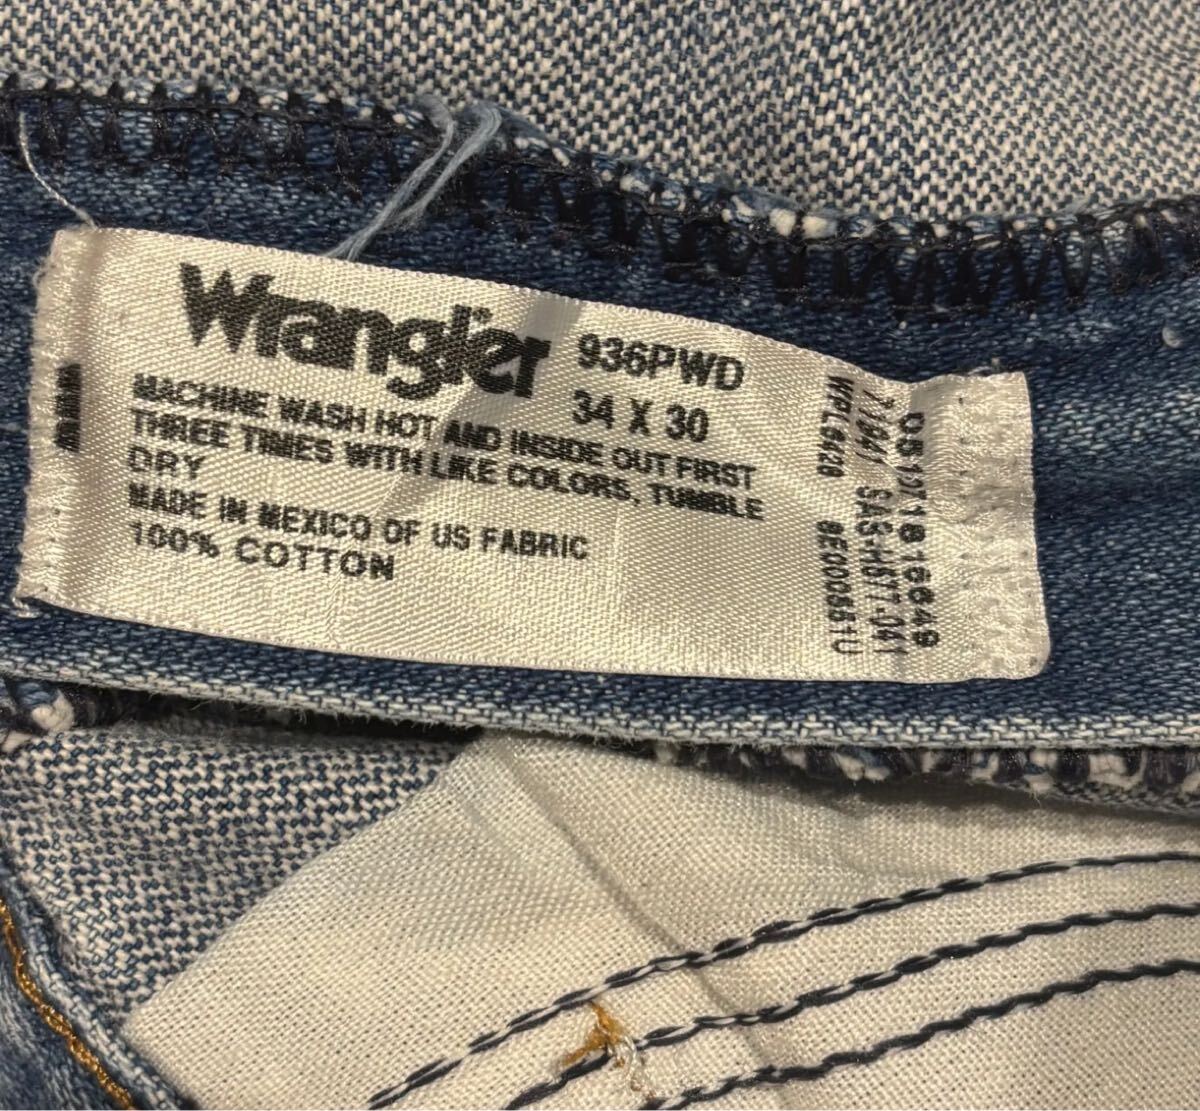 Wrangler
936PWD
34 X 30
MACHINE WASH HOT AND INSIDE OUT FIRST
THREE TIMES WITH LIKE COLORS, TUMBLE
DRY
MADE IN MEXICO OF US FABRIC
100% COTTON